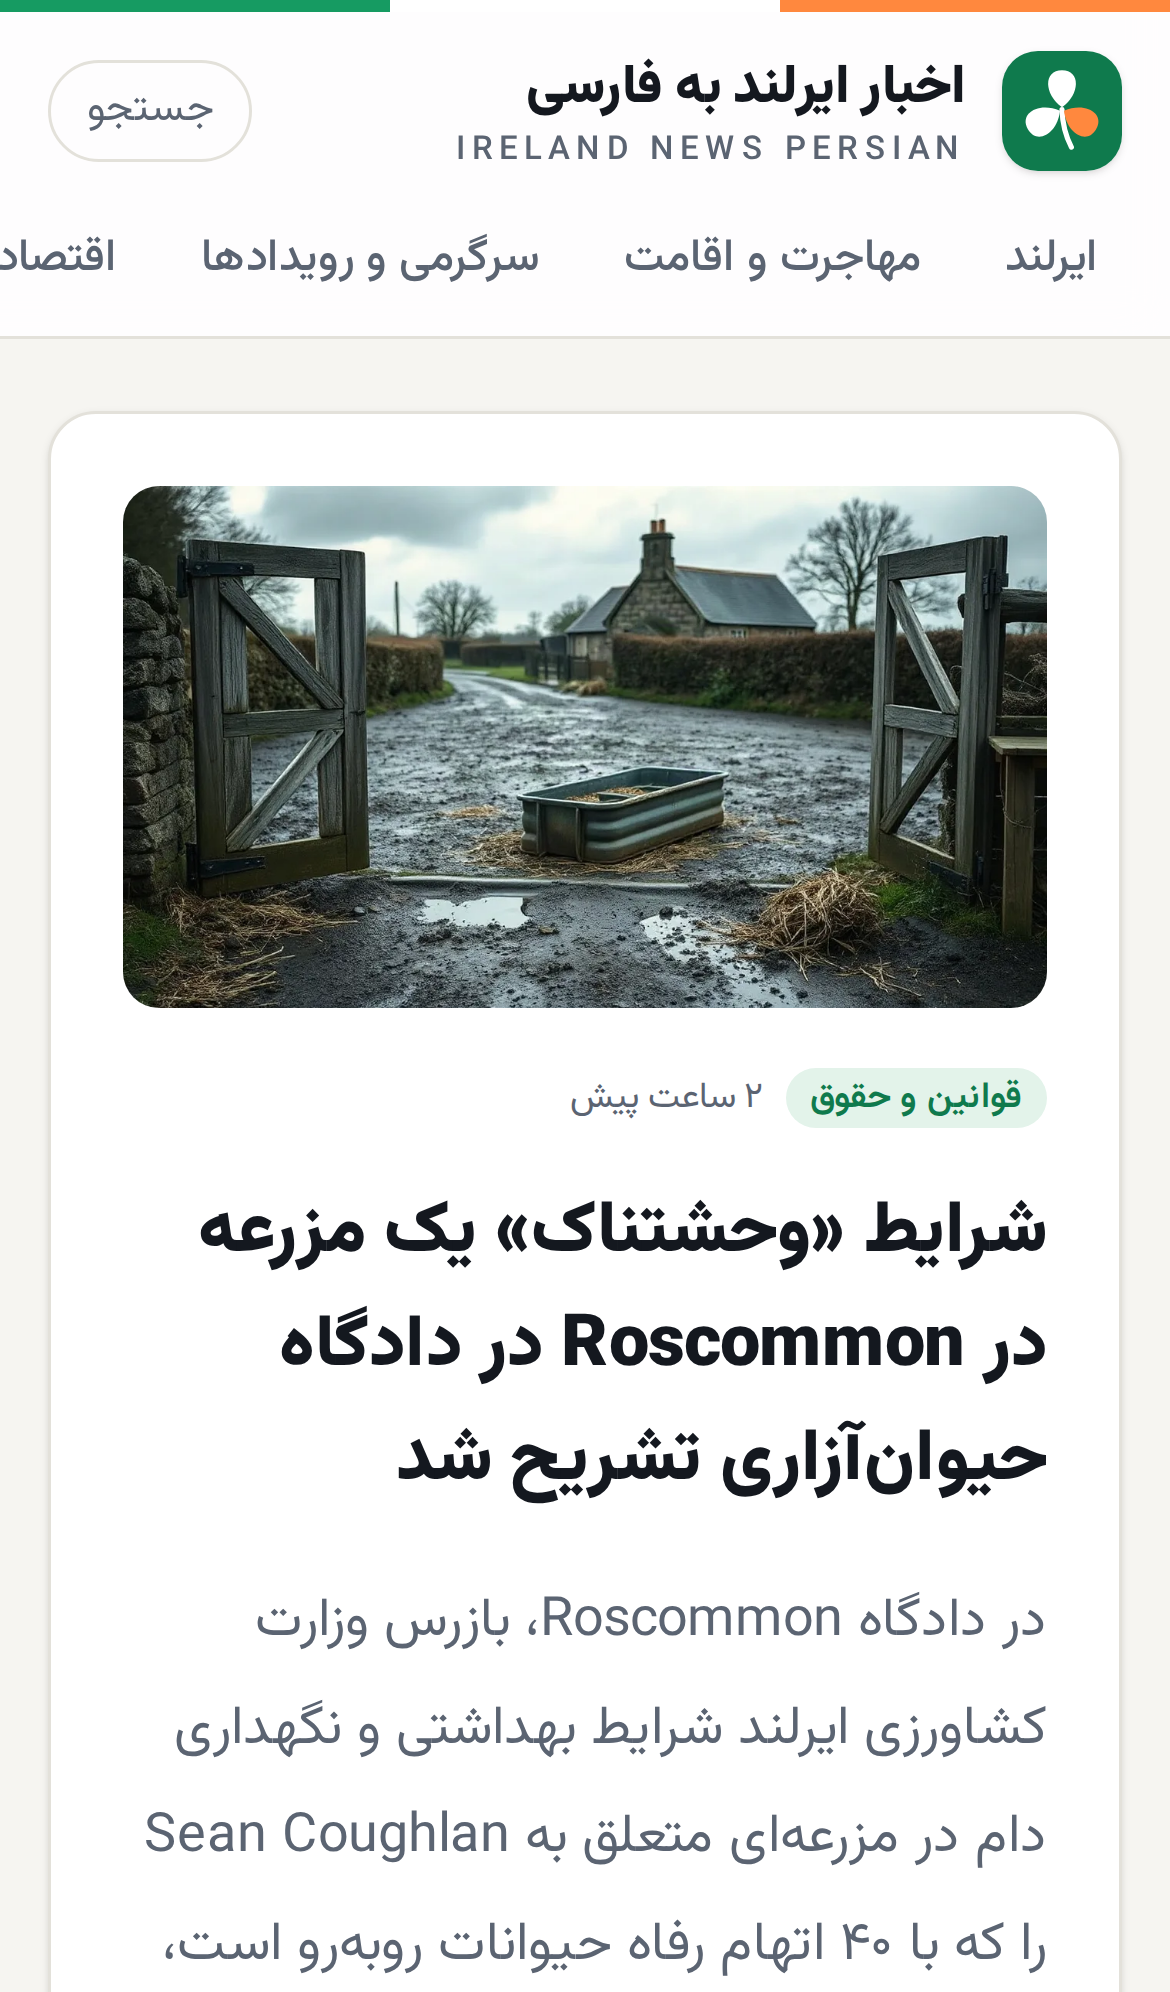 اخبار ایرلند به فارسی
IRELAND NEWS PERSIAN
جستجو
ایرلند
مهاجرت و اقامت
سرگرمی و رویدادها
اقتصاد
قوانین و حقوق
۲ ساعت پیش
شرایط «وحشتناک» یک مزرعه
در Roscommon در دادگاه
حیوان‌آزاری تشریح شد
در دادگاه Roscommon، بازرس وزارت
کشاورزی ایرلند شرایط بهداشتی و نگهداری
دام در مزرعه‌ای متعلق به Sean Coughlan
را که با ۴۰ اتهام رفاه حیوانات روبه‌رو است،